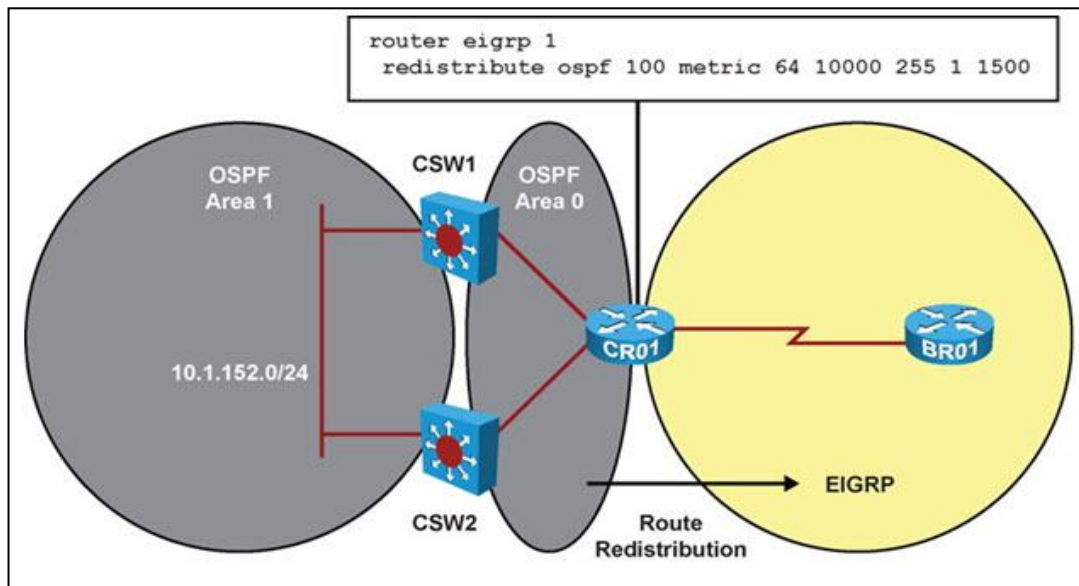 router eigrp 1
redistribute ospf 100 metric 64 10000 255 1 1500
CSW1
OSPF
Area 1
OSPF
Area 0
CR01
BR01
10.1.152.0/24
CSW2
EIGRP
Route
Redistribution